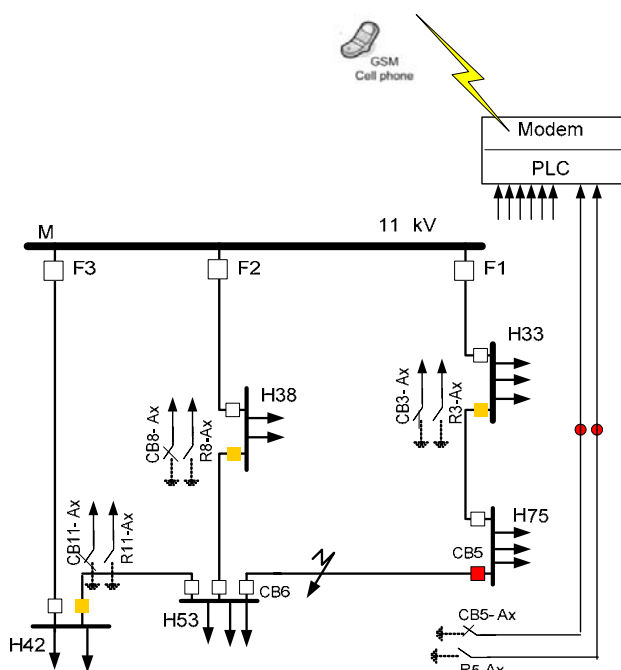 GSM
Cell phone
Modem
PLC
M
11 kV
F3
F2
F1
H33
CB3- Ax
R3-Ax
H38
CB8- Ax
R8-Ax
H75
CB5
CB11- Ax
R11-Ax
CB6
H53
H42
CB5- Ax
R5-Ax